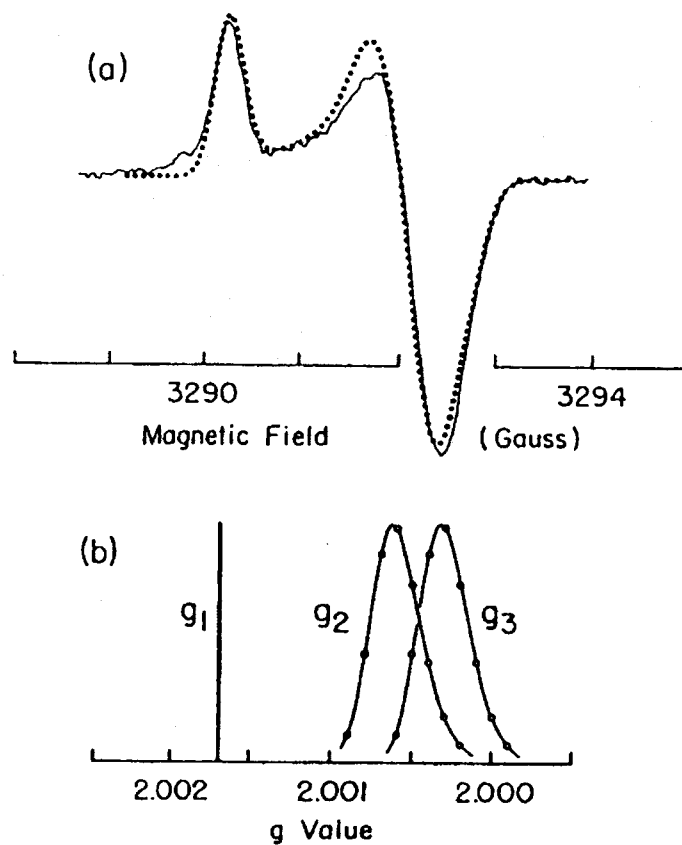 (a)
3290 3294
Magnetic Field (Gauss)
(b)
g1 g2 g3
2.002 2.001 2.000
g Value